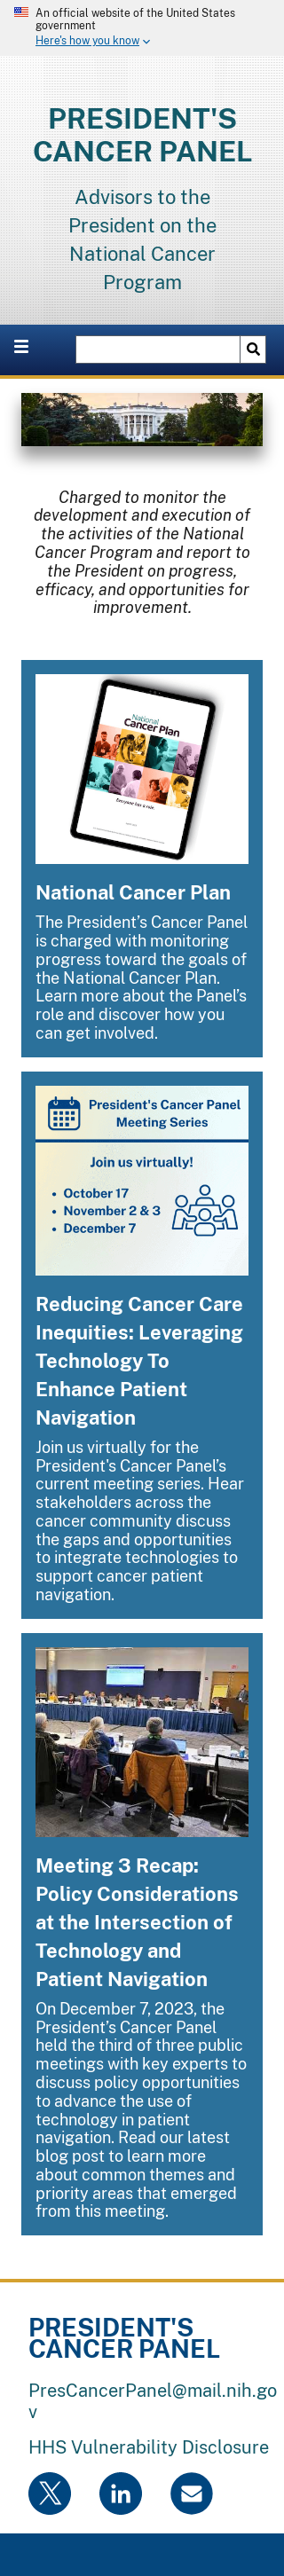 An official website of the United States
government
Here's how you know
PRESIDENT'S
CANCER PANEL
Advisors to the
President on the
National Cancer
Program
Charged to monitor the
development and execution of
the activities of the National
Cancer Program and report to
the President on progress,
efficacy, and opportunities for
improvement.
National
Cancer Plan
Everyone has a role
National Cancer Plan
The President's Cancer Panel
is charged with monitoring
progress toward the goals of
the National Cancer Plan.
Learn more about the Panel's
role and discover how you
can get involved.
President's Cancer Panel
Meeting Series
Join us virtually!
• October 17
• November 2 & 3
• December 7
Reducing Cancer Care
Inequities: Leveraging
Technology To
Enhance Patient
Navigation
Join us virtually for the
President's Cancer Panel's
current meeting series. Hear
stakeholders across the
cancer community discuss
the gaps and opportunities
to integrate technologies to
support cancer patient
navigation.
Meeting 3 Recap:
Policy Considerations
at the Intersection of
Technology and
Patient Navigation
On December 7, 2023, the
President's Cancer Panel
held the third of three public
meetings with key experts to
discuss policy opportunities
to advance the use of
technology in patient
navigation. Read our latest
blog post to learn more
about common themes and
priority areas that emerged
from this meeting.
PRESIDENT'S
CANCER PANEL
PresCancerPanel@mail.nih.go
v
HHS Vulnerability Disclosure